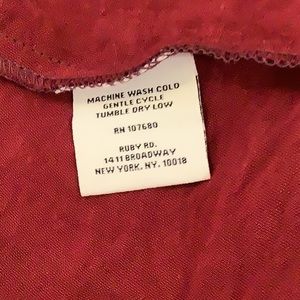 MACHINE WASH COLD
GENTLE CYCLE
TUMBLE DRY LOW
RN 107680
RUBY RD.
1411 BROADWAY
NEW YORK, NY. 10018